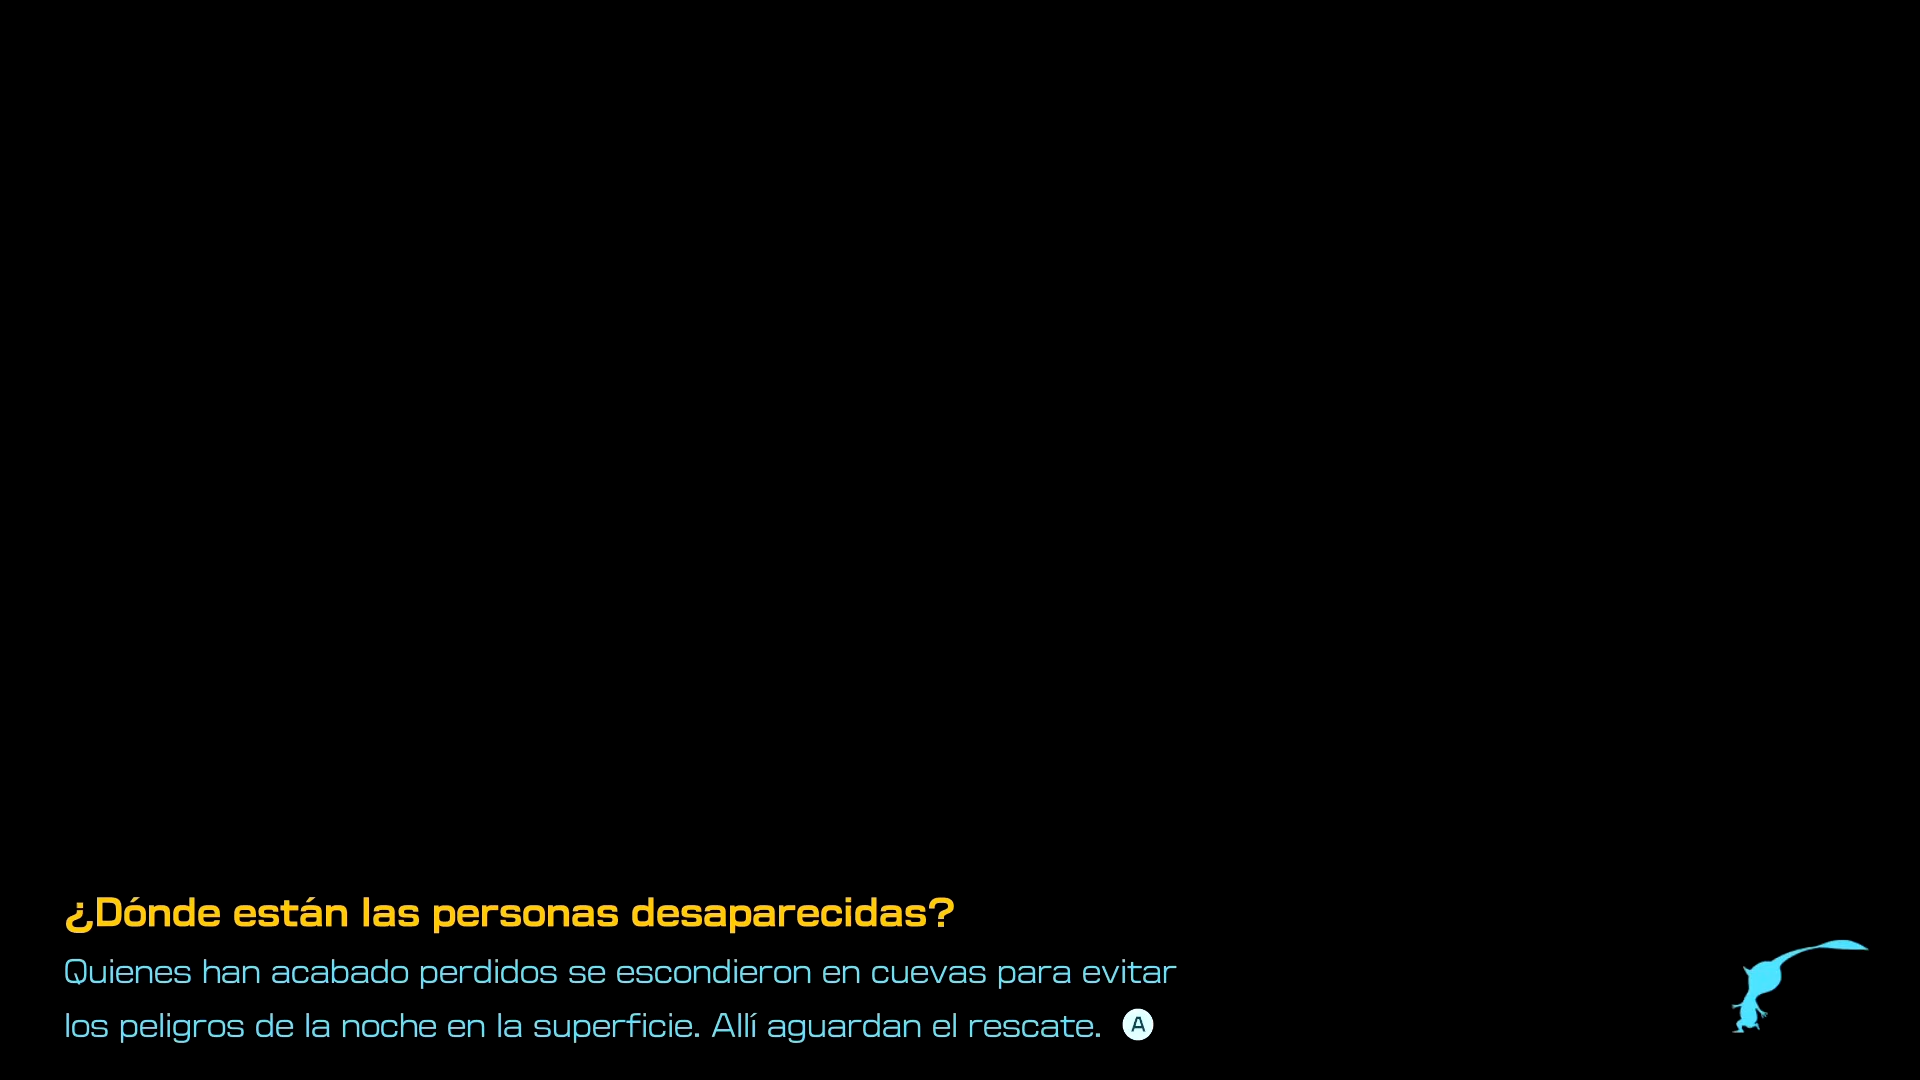 ¿Dónde están las personas desaparecidas?
Quienes han acabado perdidos se escondieron en cuevas para evitar
los peligros de la noche en la superficie. Allí aguardan el rescate. A